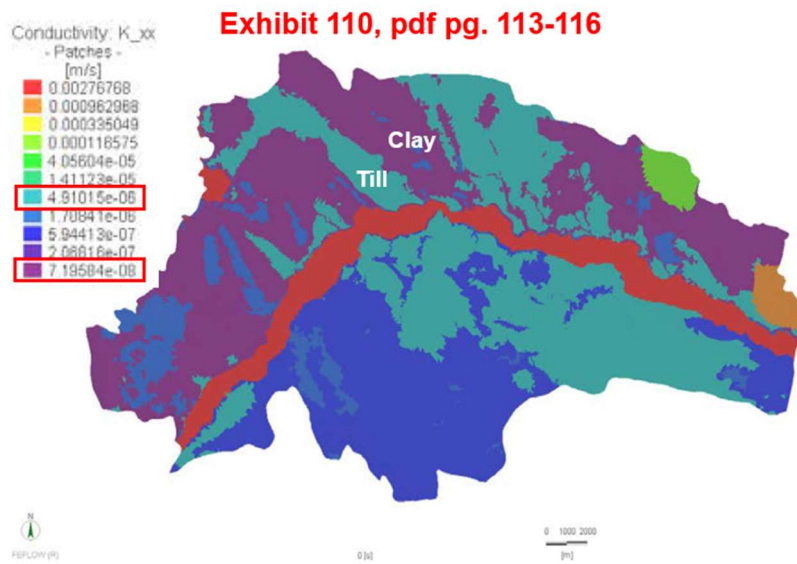 Exhibit 110, pdf pg. 113-116
Conductivity: K_xx
- Patches -
[m/s]
0.00276768
0.000962968
0.000335049
0.000116575
4.05604e-05
1.41123e-05
4.91015e-06
1.70841e-06
5.94413e-07
2.06816e-07
7.19584e-08
Clay
Till
N
FEFLOW (R)
0 [s]
0 1000 2000
[m]